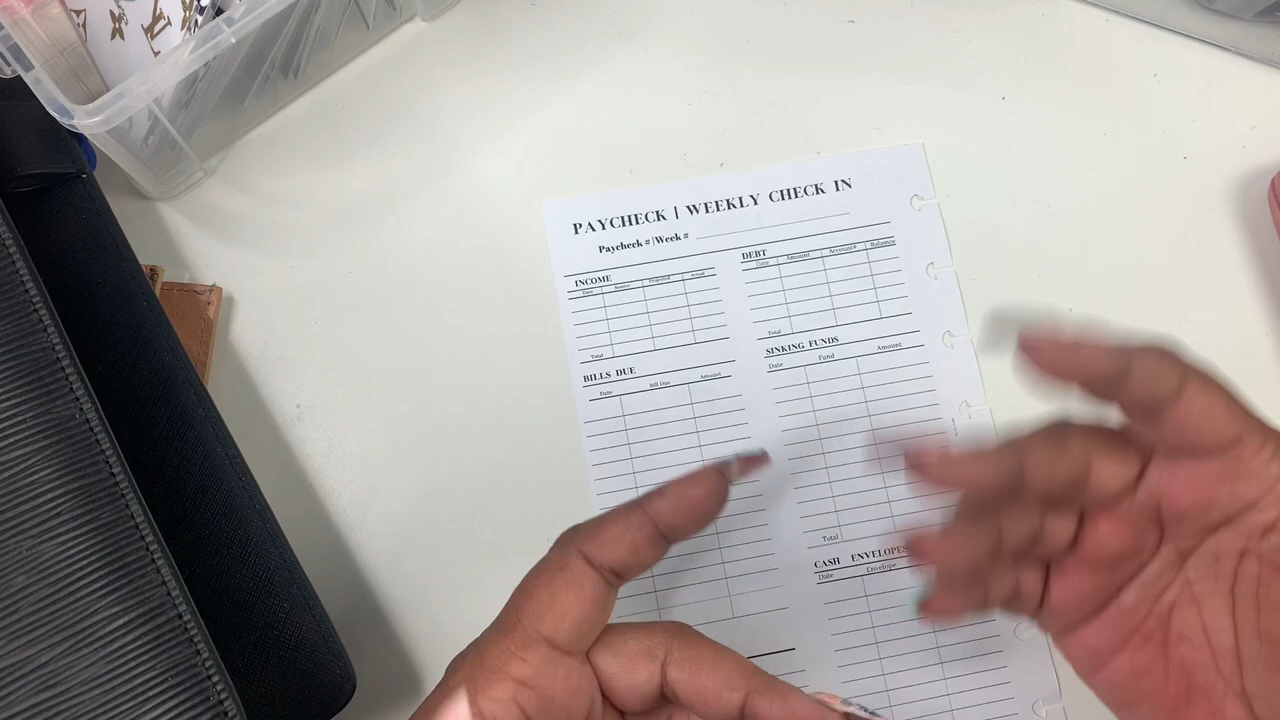 PAYCHECK | WEEKLY CHECK IN
Paycheck # |Week #
INCOME
Date Source Projected Actual
Total
BILLS DUE
Date Bill Due Amount
DEBT
Date Amount Account# Balance
Total
SINKING FUNDS
Date Fund Amount
Total
CASH ENVELOPES
Date Envelope